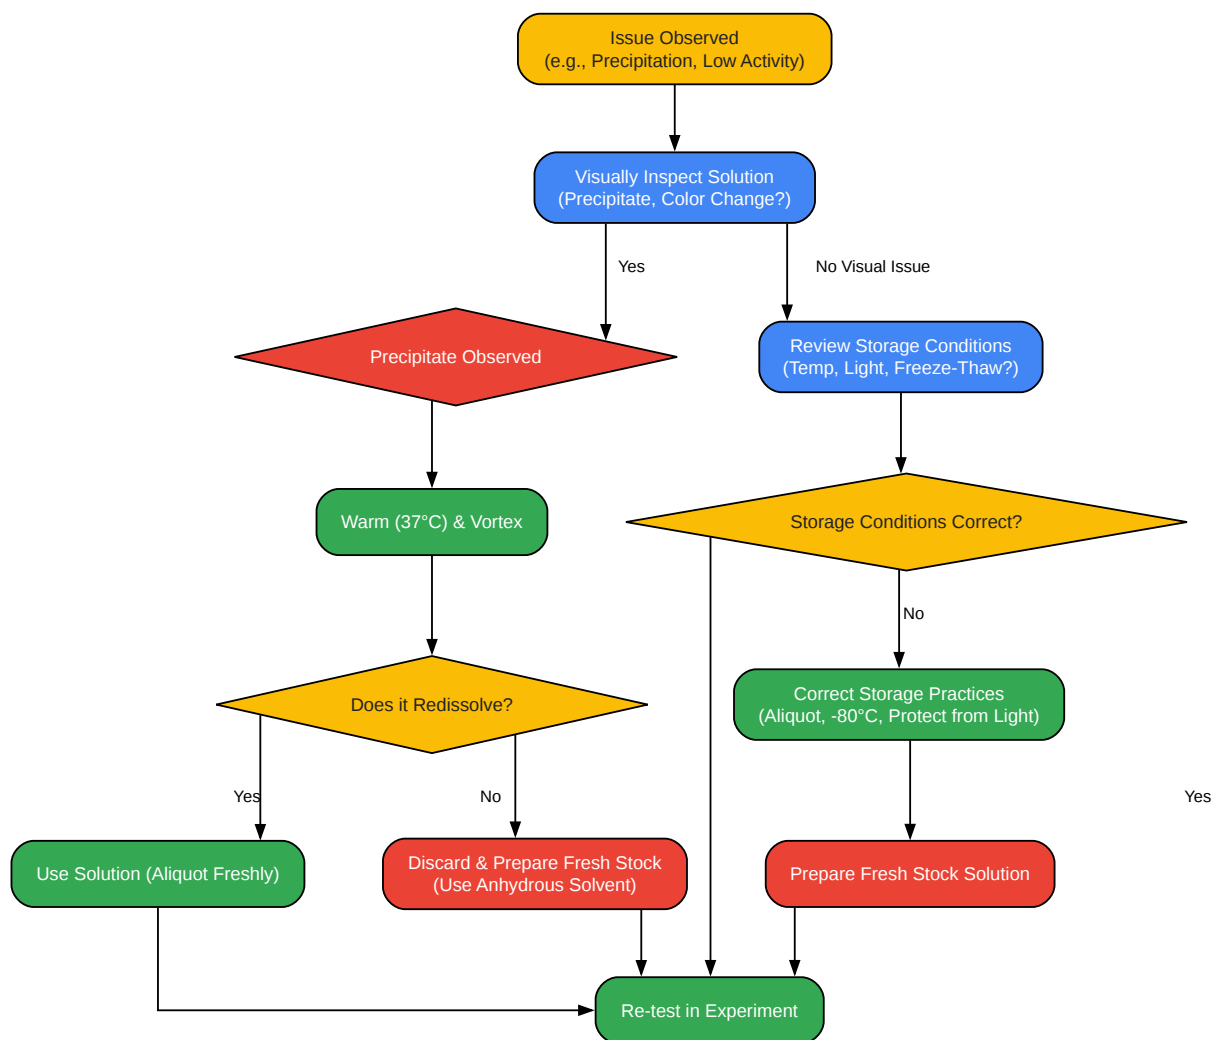 Issue Observed
(e.g., Precipitation, Low Activity)
Visually Inspect Solution
(Precipitate, Color Change?)
Yes
No Visual Issue
Precipitate Observed
Review Storage Conditions
(Temp, Light, Freeze-Thaw?)
Warm (37°C) & Vortex
Storage Conditions Correct?
No
Does it Redissolve?
Correct Storage Practices
(Aliquot, -80°C, Protect from Light)
Yes
No
Yes
Use Solution (Aliquot Freshly)
Discard & Prepare Fresh Stock
(Use Anhydrous Solvent)
Prepare Fresh Stock Solution
Re-test in Experiment